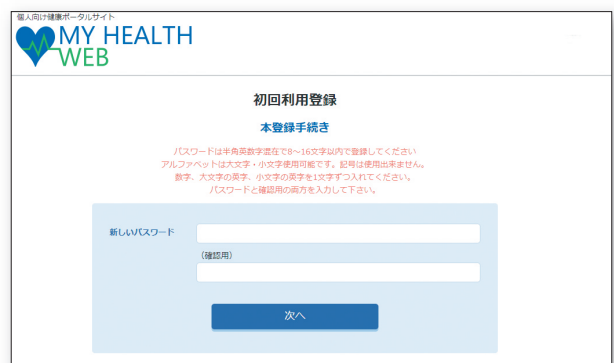 個人向け健康ポータルサイト
MY HEALTH
WEB
初回利用登録
本登録手続き
パスワードは半角英数字混在で8～16文字以内で登録してください
アルファベットは大文字・小文字使用可能です。記号は使用出来ません。
数字、大文字の英字、小文字の英字を1文字ずつ入れてください。
パスワードと確認用の両方を入力して下さい。
新しいパスワード
（確認用）
次へ